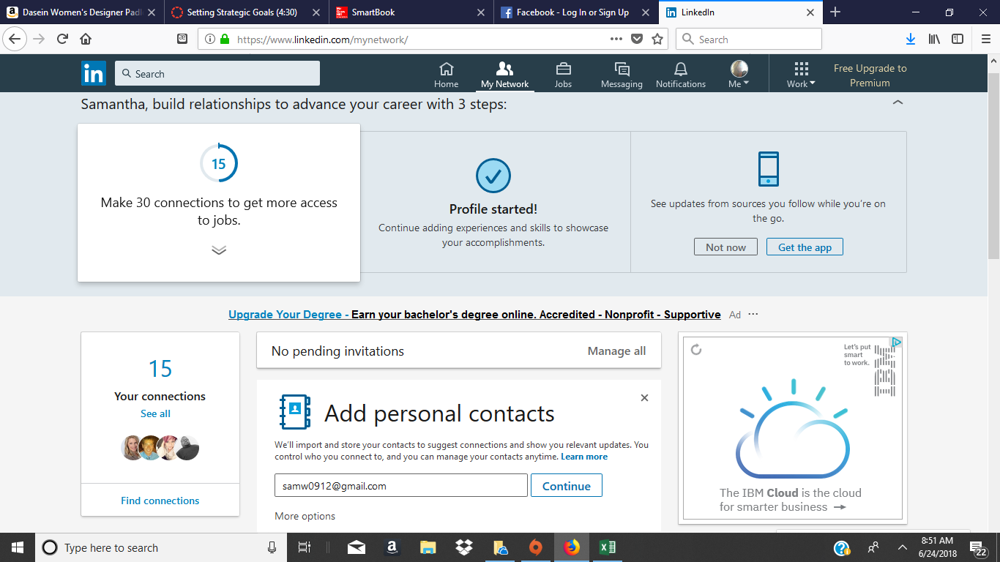 Dasein Women's Designer Padl
Setting Strategic Goals (4:30)
SmartBook
Facebook - Log In or Sign Up
LinkedIn
https://www.linkedin.com/mynetwork/
Search
in
Search
Home
My Network
Jobs
Messaging
Notifications
Me
Work
Free Upgrade to
Premium
Samantha, build relationships to advance your career with 3 steps:
15
Make 30 connections to get more access
to jobs.
Profile started!
Continue adding experiences and skills to showcase
your accomplishments.
See updates from sources you follow while you're on
the go.
Not now
Get the app
Upgrade Your Degree - Earn your bachelor's degree online. Accredited - Nonprofit - Supportive
Ad
15
Your connections
See all
Find connections
No pending invitations
Manage all
Add personal contacts
We'll import and store your contacts to suggest connections and show you relevant updates. You
control who you connect to, and you can manage your contacts anytime. Learn more
samw0912@gmail.com
Continue
More options
Let's put
smart
to work.
IBM
The IBM Cloud is the cloud
for smarter business →
Type here to search
8:51 AM
6/24/2018
22